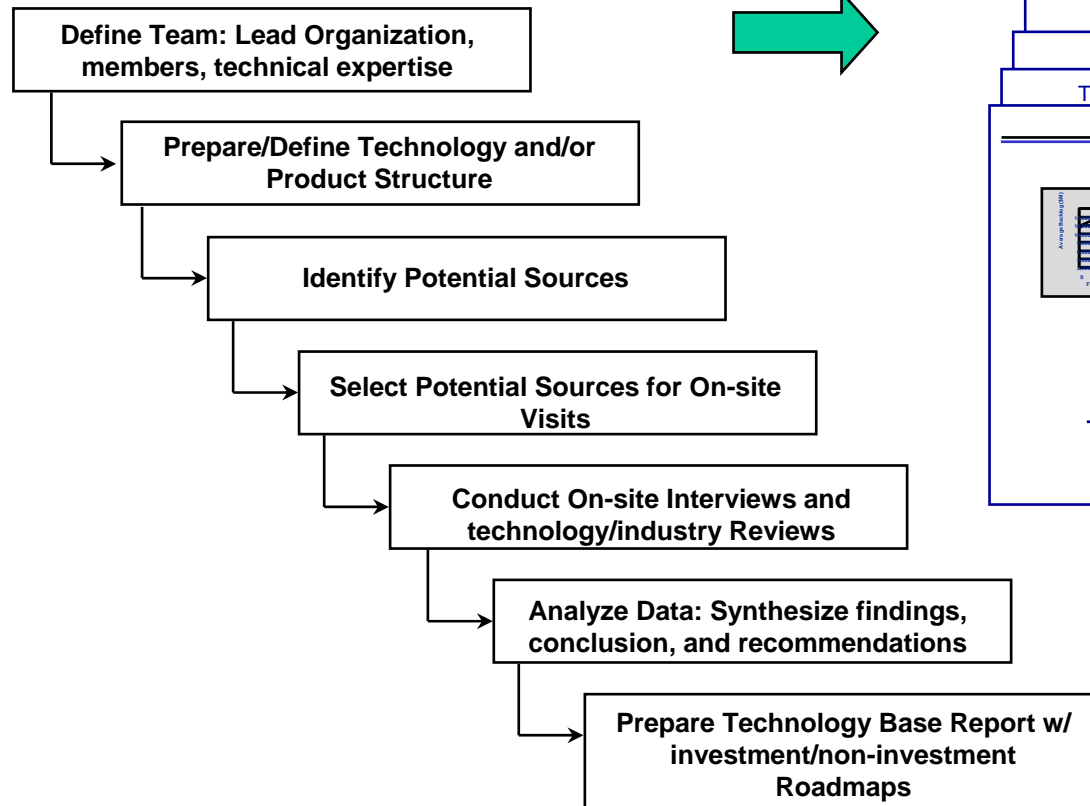 Define Team: Lead Organization,
members, technical expertise
Prepare/Define Technology and/or
Product Structure
Identify Potential Sources
Select Potential Sources for On-site
Visits
Conduct On-site Interviews and
technology/industry Reviews
Analyze Data: Synthesize findings,
conclusion, and recommendations
Prepare Technology Base Report w/
investment/non-investment
Roadmaps
T
Average Backlog ($M)